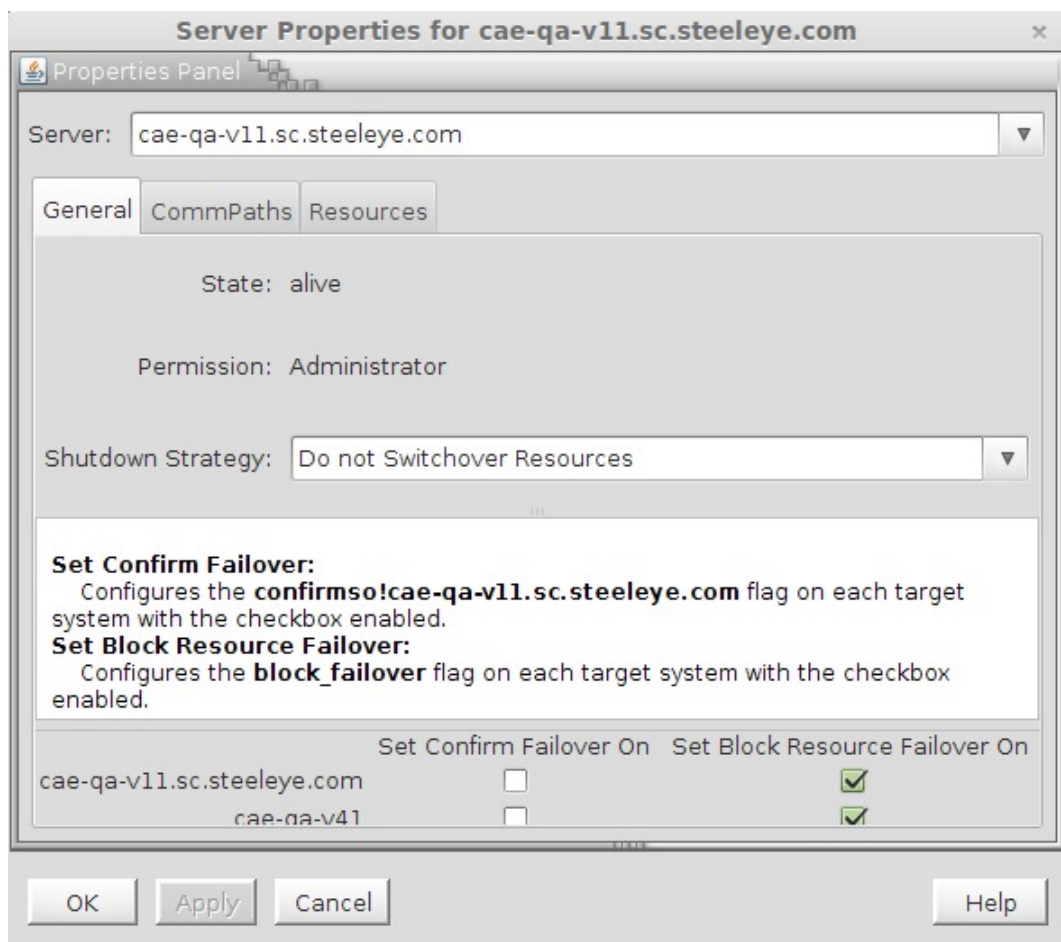 Server Properties for cae-qa-v11.sc.steeleye.com
Properties Panel
Server: cae-qa-v11.sc.steeleye.com
General CommPaths Resources
State: alive
Permission: Administrator
Shutdown Strategy: Do not Switchover Resources
Set Confirm Failover:
Configures the confirmso!cae-qa-v11.sc.steeleye.com flag on each target
system with the checkbox enabled.
Set Block Resource Failover:
Configures the block_failover flag on each target system with the checkbox
enabled.
Set Confirm Failover On Set Block Resource Failover On
cae-qa-v11.sc.steeleye.com
cae-qa-v41
OK Apply Cancel Help